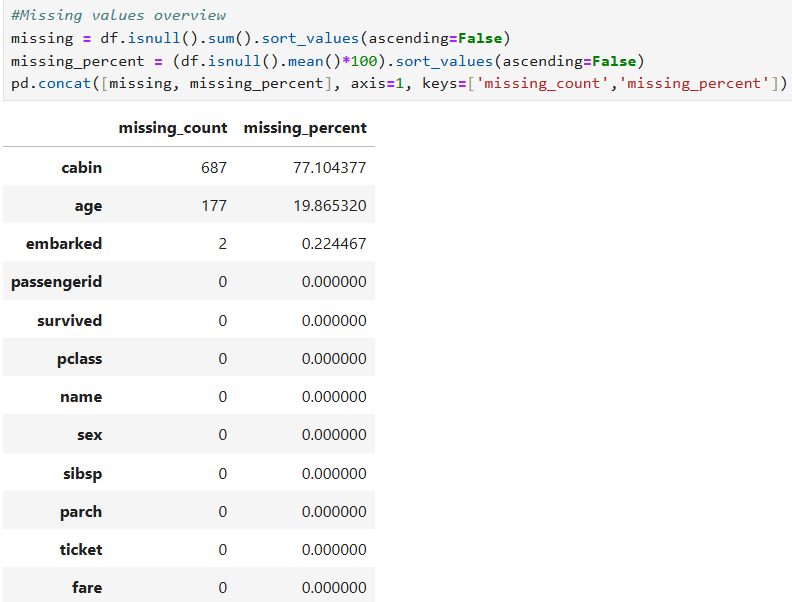 #Missing values overview
missing = df.isnull().sum().sort_values(ascending=False)
missing_percent = (df.isnull().mean()*100).sort_values(ascending=False)
pd.concat([missing, missing_percent], axis=1, keys=['missing_count','missing_percent'])
missing_count missing_percent
cabin 687 77.104377
age 177 19.865320
embarked 2 0.224467
passengerid 0 0.000000
survived 0 0.000000
pclass 0 0.000000
name 0 0.000000
sex 0 0.000000
sibsp 0 0.000000
parch 0 0.000000
ticket 0 0.000000
fare 0 0.000000